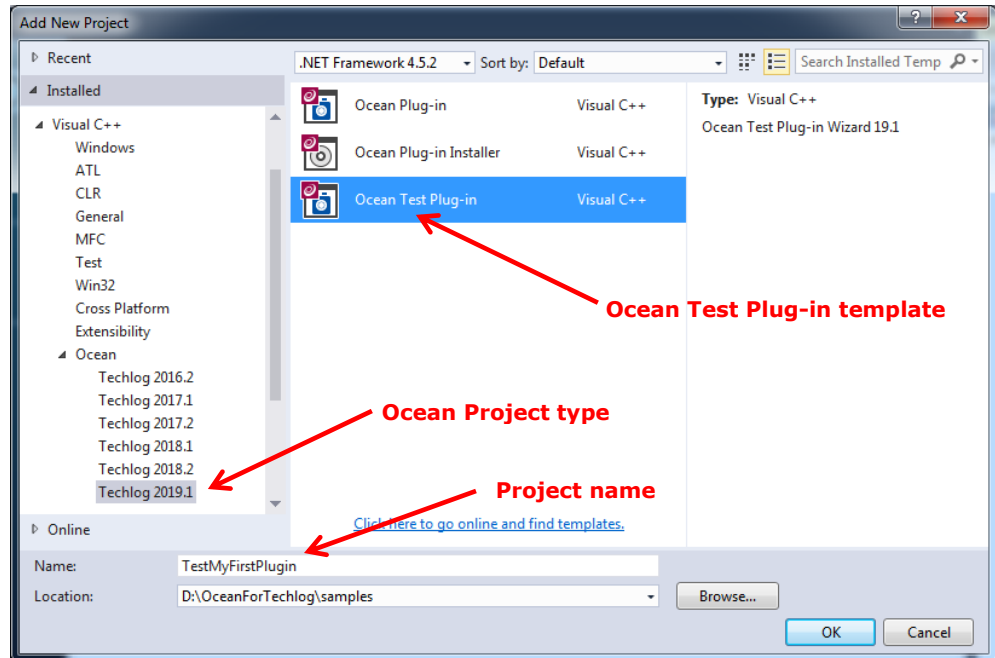 Add New Project
?
Recent
.NET Framework 4.5.2 Sort by: Default Search Installed Temp
Installed
Visual C++
Windows
ATL
CLR
General
MFC
Test
Win32
Cross Platform
Extensibility
Ocean
Techlog 2016.2
Techlog 2017.1
Techlog 2017.2
Techlog 2018.1
Techlog 2018.2
Techlog 2019.1
Online
Ocean Plug-in Visual C++
Ocean Plug-in Installer Visual C++
Ocean Test Plug-in Visual C++
Type: Visual C++
Ocean Test Plug-in Wizard 19.1
Ocean Test Plug-in template
Ocean Project type
Project name
Click here to go online and find templates.
Name: TestMyFirstPlugin
Location: D:\OceanForTechlog\samples Browse...
OK Cancel